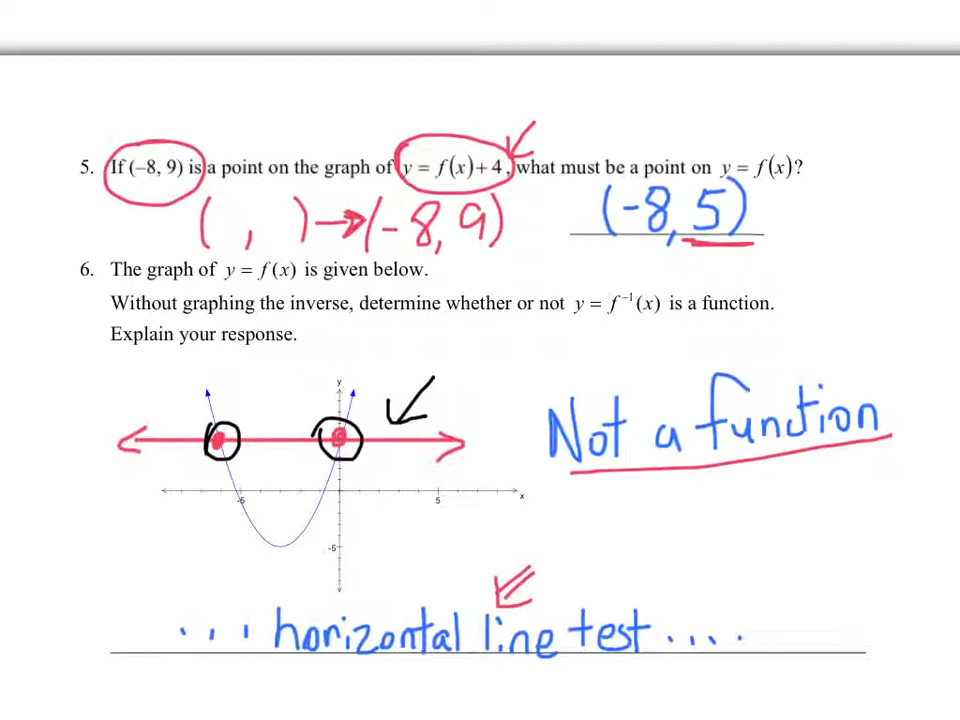 5. If (–8, 9) is a point on the graph of y = f(x)+4 , what must be a point on y = f(x)?
( , ) → (-8, 9) (-8, 5)
6. The graph of y = f(x) is given below.
Without graphing the inverse, determine whether or not y = f⁻¹(x) is a function.
Explain your response.
y
Not a function
-5 5 x
-5
... horizontal line test ....